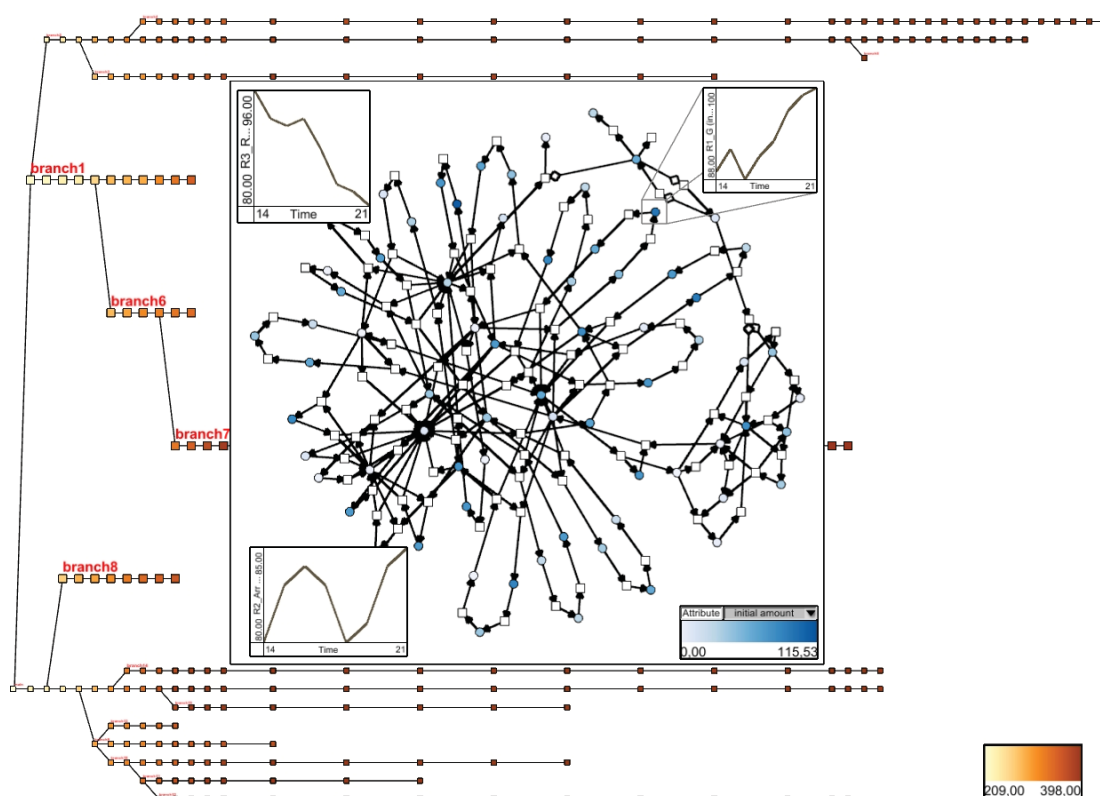 96.00
R3_R...
80.00
14 Time 21
100
R1_G (in...
88.00
14 Time 21
branch1
branch6
branch7
branch8
85.00
R2_Arr ...
80.00
14 Time 21
Attribute initial amount
0.00 115,53
209,00 398,00